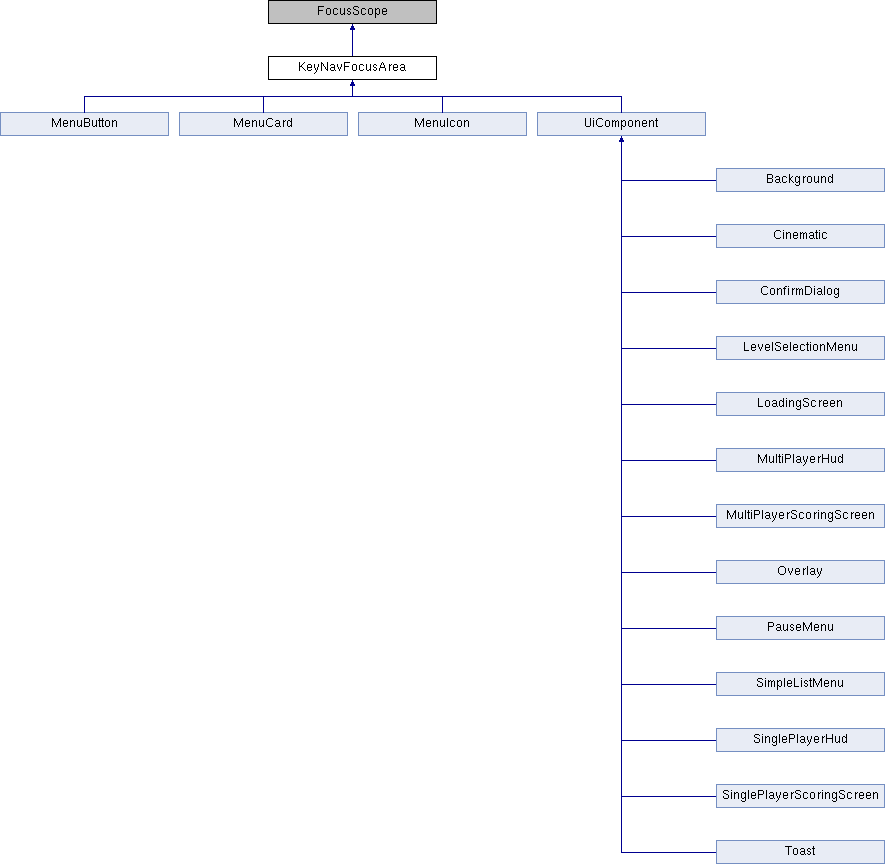 FocusScope
KeyNavFocusArea
MenuButton
MenuCard
MenuIcon
UiComponent
Background
Cinematic
ConfirmDialog
LevelSelectionMenu
LoadingScreen
MultiPlayerHud
MultiPlayerScoringScreen
Overlay
PauseMenu
SimpleListMenu
SinglePlayerHud
SinglePlayerScoringScreen
Toast